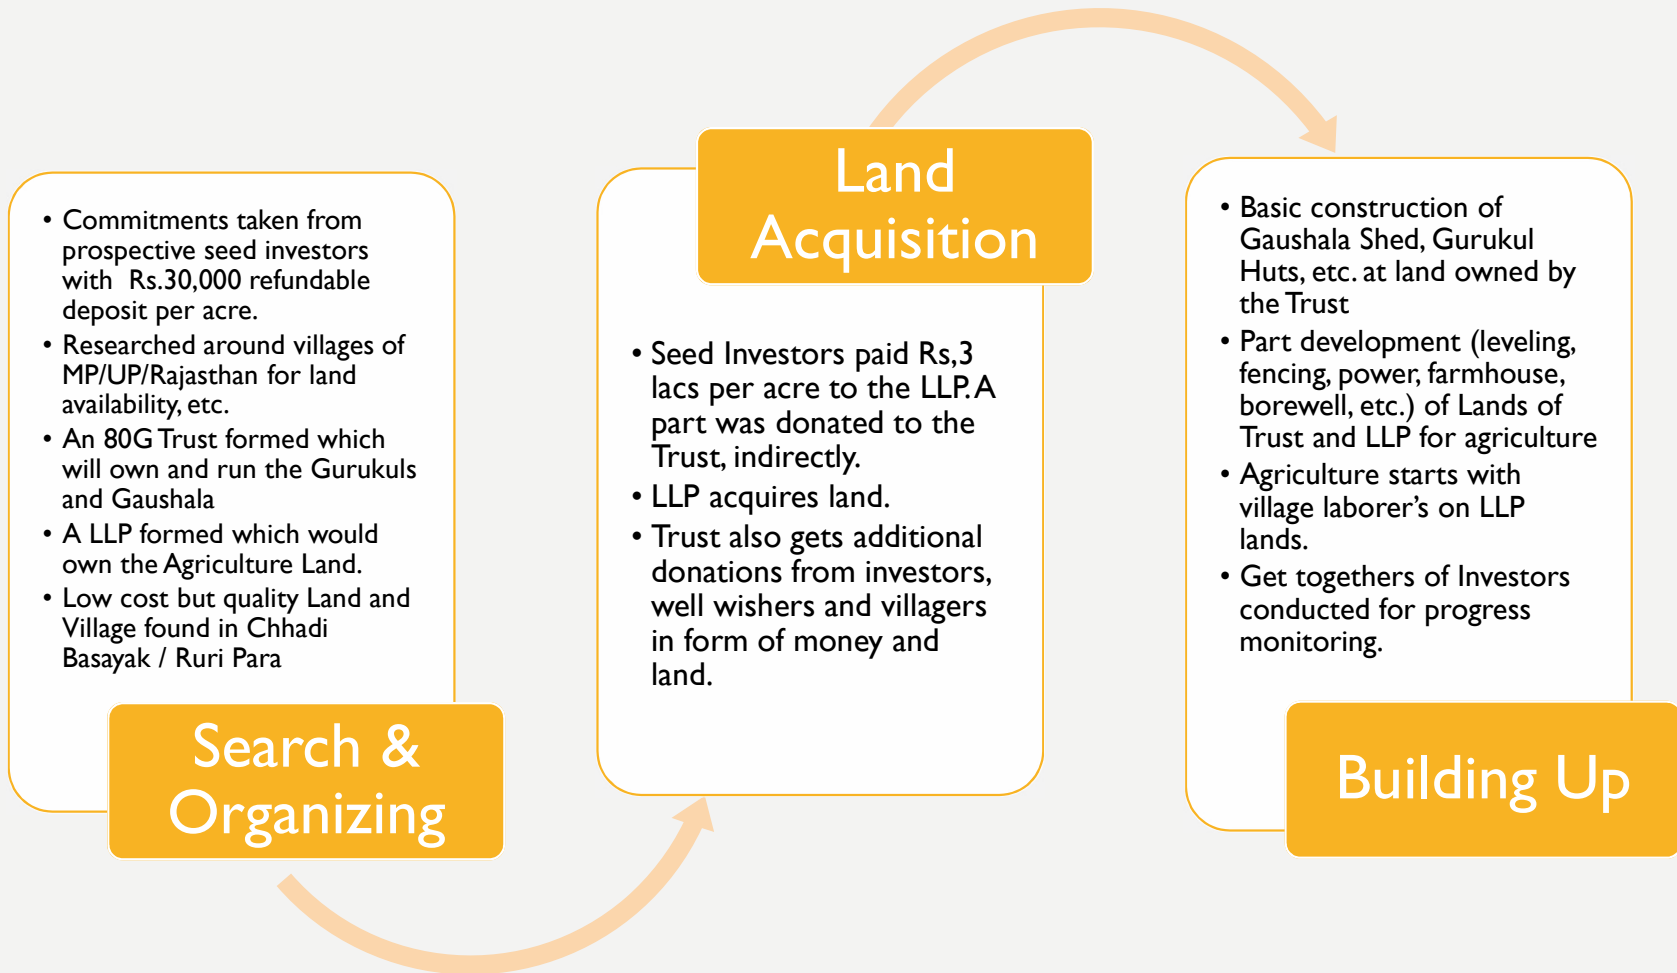 • Commitments taken from
prospective seed investors
with Rs.30,000 refundable
deposit per acre.
• Researched around villages of
MP/UP/Rajasthan for land
availability, etc.
• An 80G Trust formed which
will own and run the Gurukuls
and Gaushala
• A LLP formed which would
own the Agriculture Land.
• Low cost but quality Land and
Village found in Chhadi
Basayak / Ruri Para
Search &
Organizing
Land
Acquisition
• Seed Investors paid Rs,3
lacs per acre to the LLP. A
part was donated to the
Trust, indirectly.
• LLP acquires land.
• Trust also gets additional
donations from investors,
well wishers and villagers
in form of money and
land.
• Basic construction of
Gaushala Shed, Gurukul
Huts, etc. at land owned by
the Trust
• Part development (leveling,
fencing, power, farmhouse,
borewell, etc.) of Lands of
Trust and LLP for agriculture
• Agriculture starts with
village laborer's on LLP
lands.
• Get togethers of Investors
conducted for progress
monitoring.
Building Up